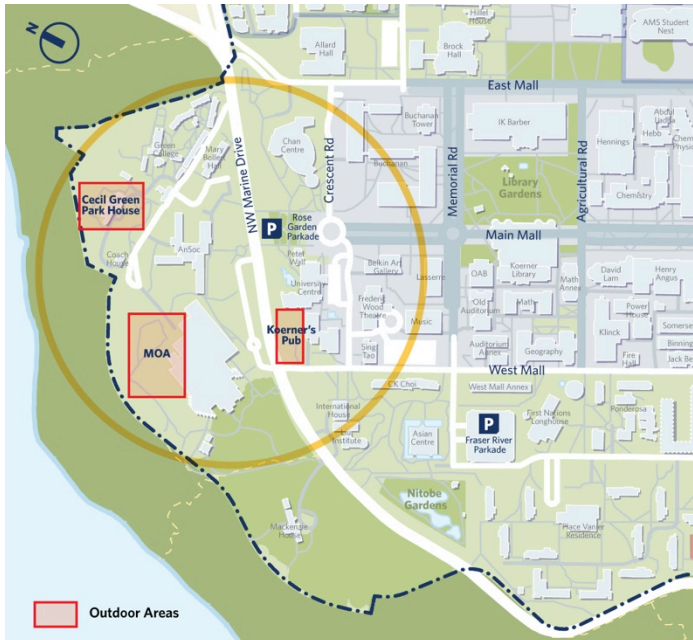 Hillel
House
AMS Student
Nest
Allard
Hall
Brock
Hall
N
East Mall
Buchanan
Tower
IK Barber
Hennings
Hebb
Chan
Centre
Green
College
Mary
Bollert
Hall
NW Marine Drive
Crescent Rd
Buchanan
Memorial Rd
Agricultural Rd
Library
Gardens
Chemistry
Cecil Green
Park House
P
Rose
Garden
Parkade
Main Mall
Coach
House
AnSoc
Peter
Wall
University
Centre
Belkin Art
Gallery
Lasserre
OAB
Koerner
Library
Math
Annex
David
Lam
Henry
Angus
MOA
Koerner's
Pub
Frederic
Wood
Theatre
Music
Old
Auditorium
Math
Power
House
Klinck
Sing
Tao
Auditorium
Annex
Geography
Fire
Hall
West Mall
CK Choi
West Mall Annex
International
House
Institute
Asian
Centre
P
Fraser River
Parkade
First Nations
Longhouse
Ponderosa
Nitobe
Gardens
Mackenzie
House
Place Vanier
Residence
Outdoor Areas